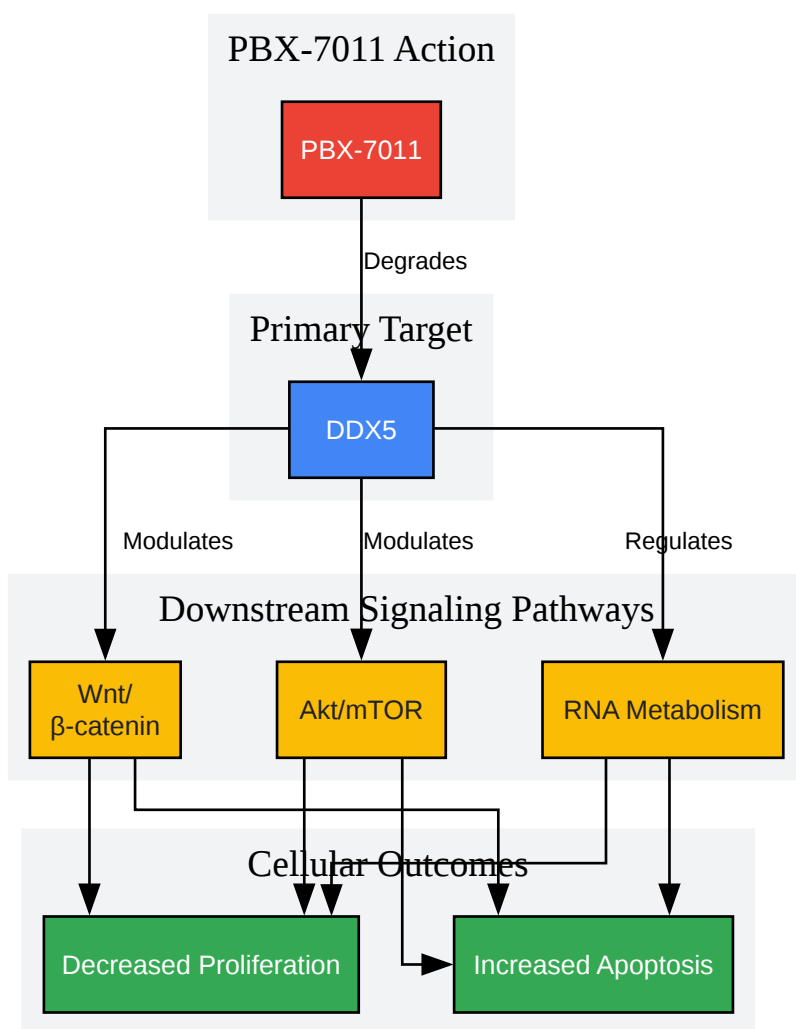 PBX-7011 Action
PBX-7011
Degrades
Primary Target
DDX5
Modulates
Modulates
Regulates
Downstream Signaling Pathways
Wnt/
β-catenin
Akt/mTOR
RNA Metabolism
Cellular Outcomes
Decreased Proliferation
Increased Apoptosis